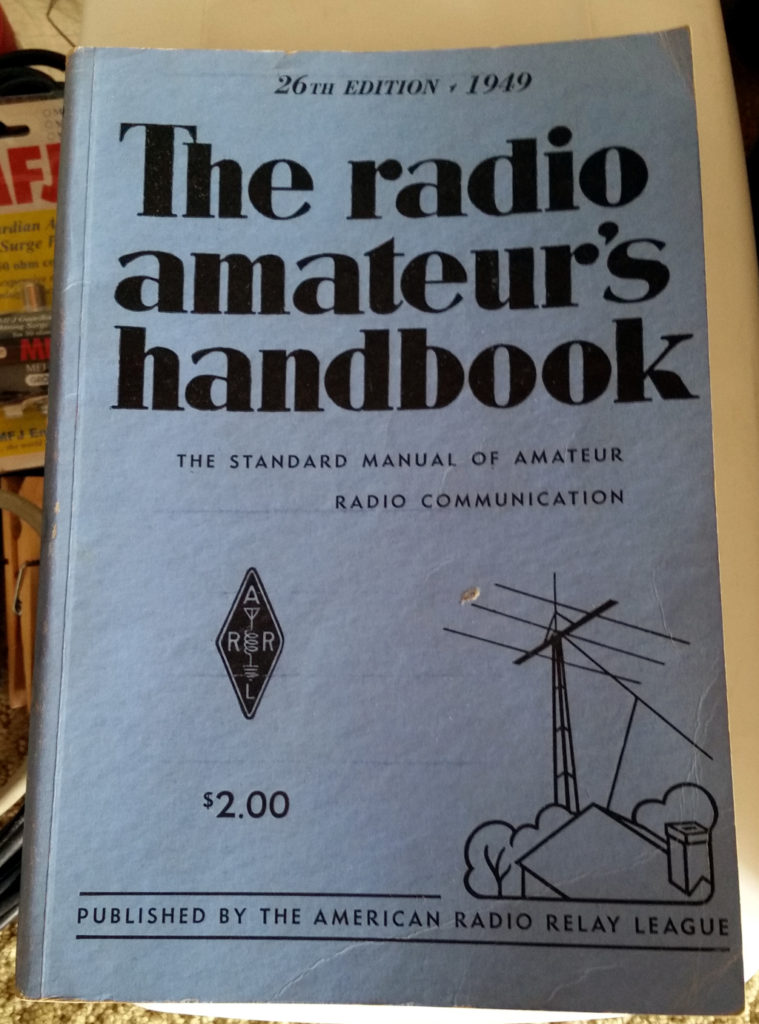 26TH EDITION · 1949
The radio
amateur's
handbook
THE STANDARD MANUAL OF AMATEUR
RADIO COMMUNICATION
A
R R
L
$2.00
PUBLISHED BY THE AMERICAN RADIO RELAY LEAGUE
Surge